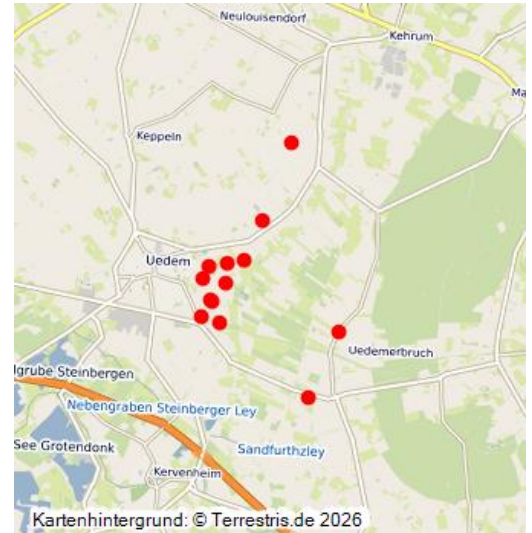 Neulouisendorf
Kehrum
Ma
Keppeln
Uedem
Uedemerbruch
lgrube Steinbergen
Nebengraben Steinberger Ley
See Grotendonk
Sandfurthzley
Kervenheim
Kartenhintergrund: © Terrestris.de 2026